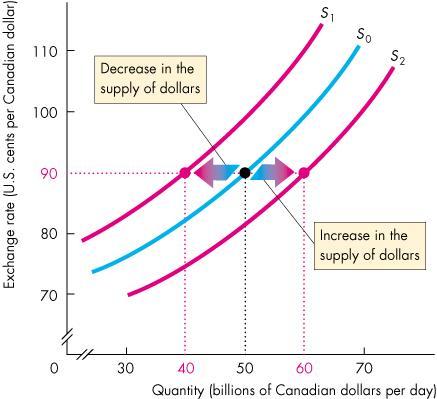 Exchange rate (U.S. cents per Canadian dollar)
S1
S0
S2
110
100
90
80
70
0
Decrease in the
supply of dollars
Increase in the
supply of dollars
30
40
50
60
70
Quantity (billions of Canadian dollars per day)